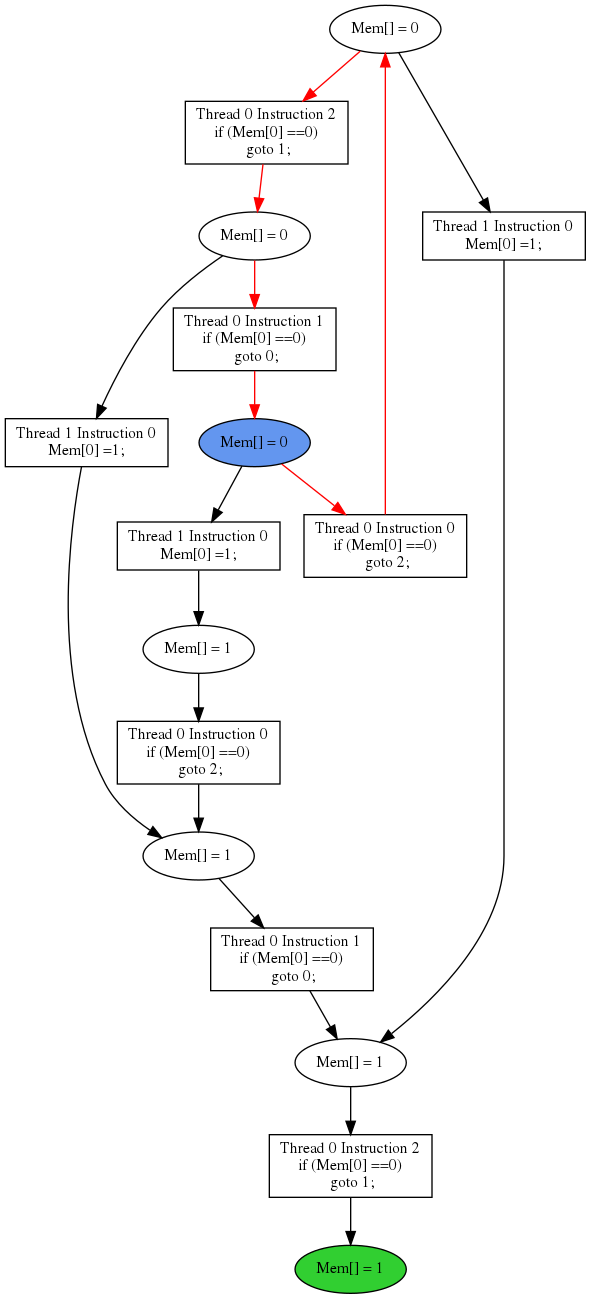 Mem[] = 0
Thread 0 Instruction 2
if (Mem[0] ==0)
goto 1;
Mem[] = 0
Thread 1 Instruction 0
Mem[0] =1;
Thread 0 Instruction 1
if (Mem[0] ==0)
goto 0;
Thread 1 Instruction 0
Mem[0] =1;
Mem[] = 0
Thread 1 Instruction 0
Mem[0] =1;
Thread 0 Instruction 0
if (Mem[0] ==0)
goto 2;
Mem[] = 1
Thread 0 Instruction 0
if (Mem[0] ==0)
goto 2;
Mem[] = 1
Thread 0 Instruction 1
if (Mem[0] ==0)
goto 0;
Mem[] = 1
Thread 0 Instruction 2
if (Mem[0] ==0)
goto 1;
Mem[] = 1